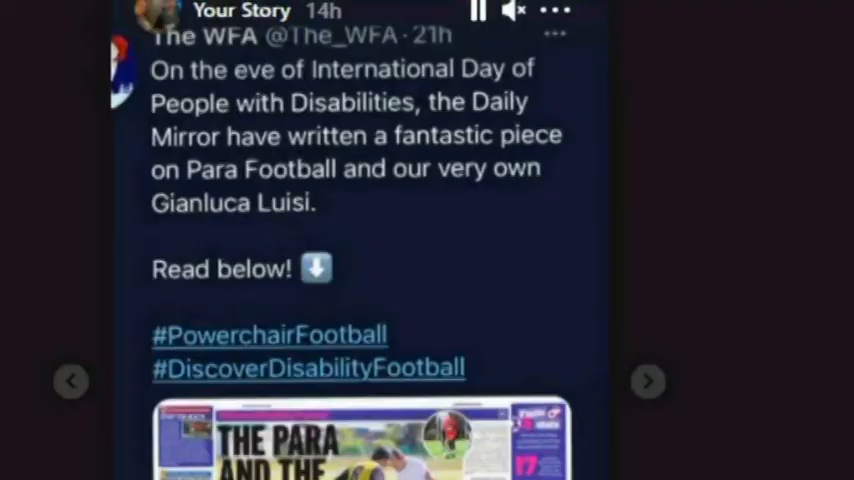 Your Story 14h
The WFA @The_WFA · 21h
On the eve of International Day of
People with Disabilities, the Daily
Mirror have written a fantastic piece
on Para Football and our very own
Gianluca Luisi.
Read below! ⬇️
#PowerchairFootball
#DiscoverDisabilityFootball
THE PARA
AND THE
17